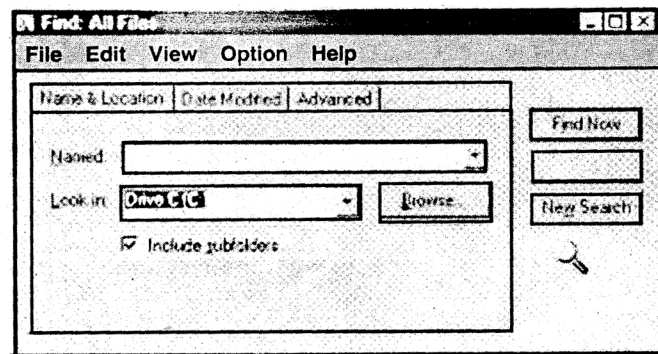 Find: All Files
File Edit View Option Help
Name & Location Date Modified Advanced
Find Now
Named:
Look in: Drive C (C: Browse...
New Search
Include subfolders